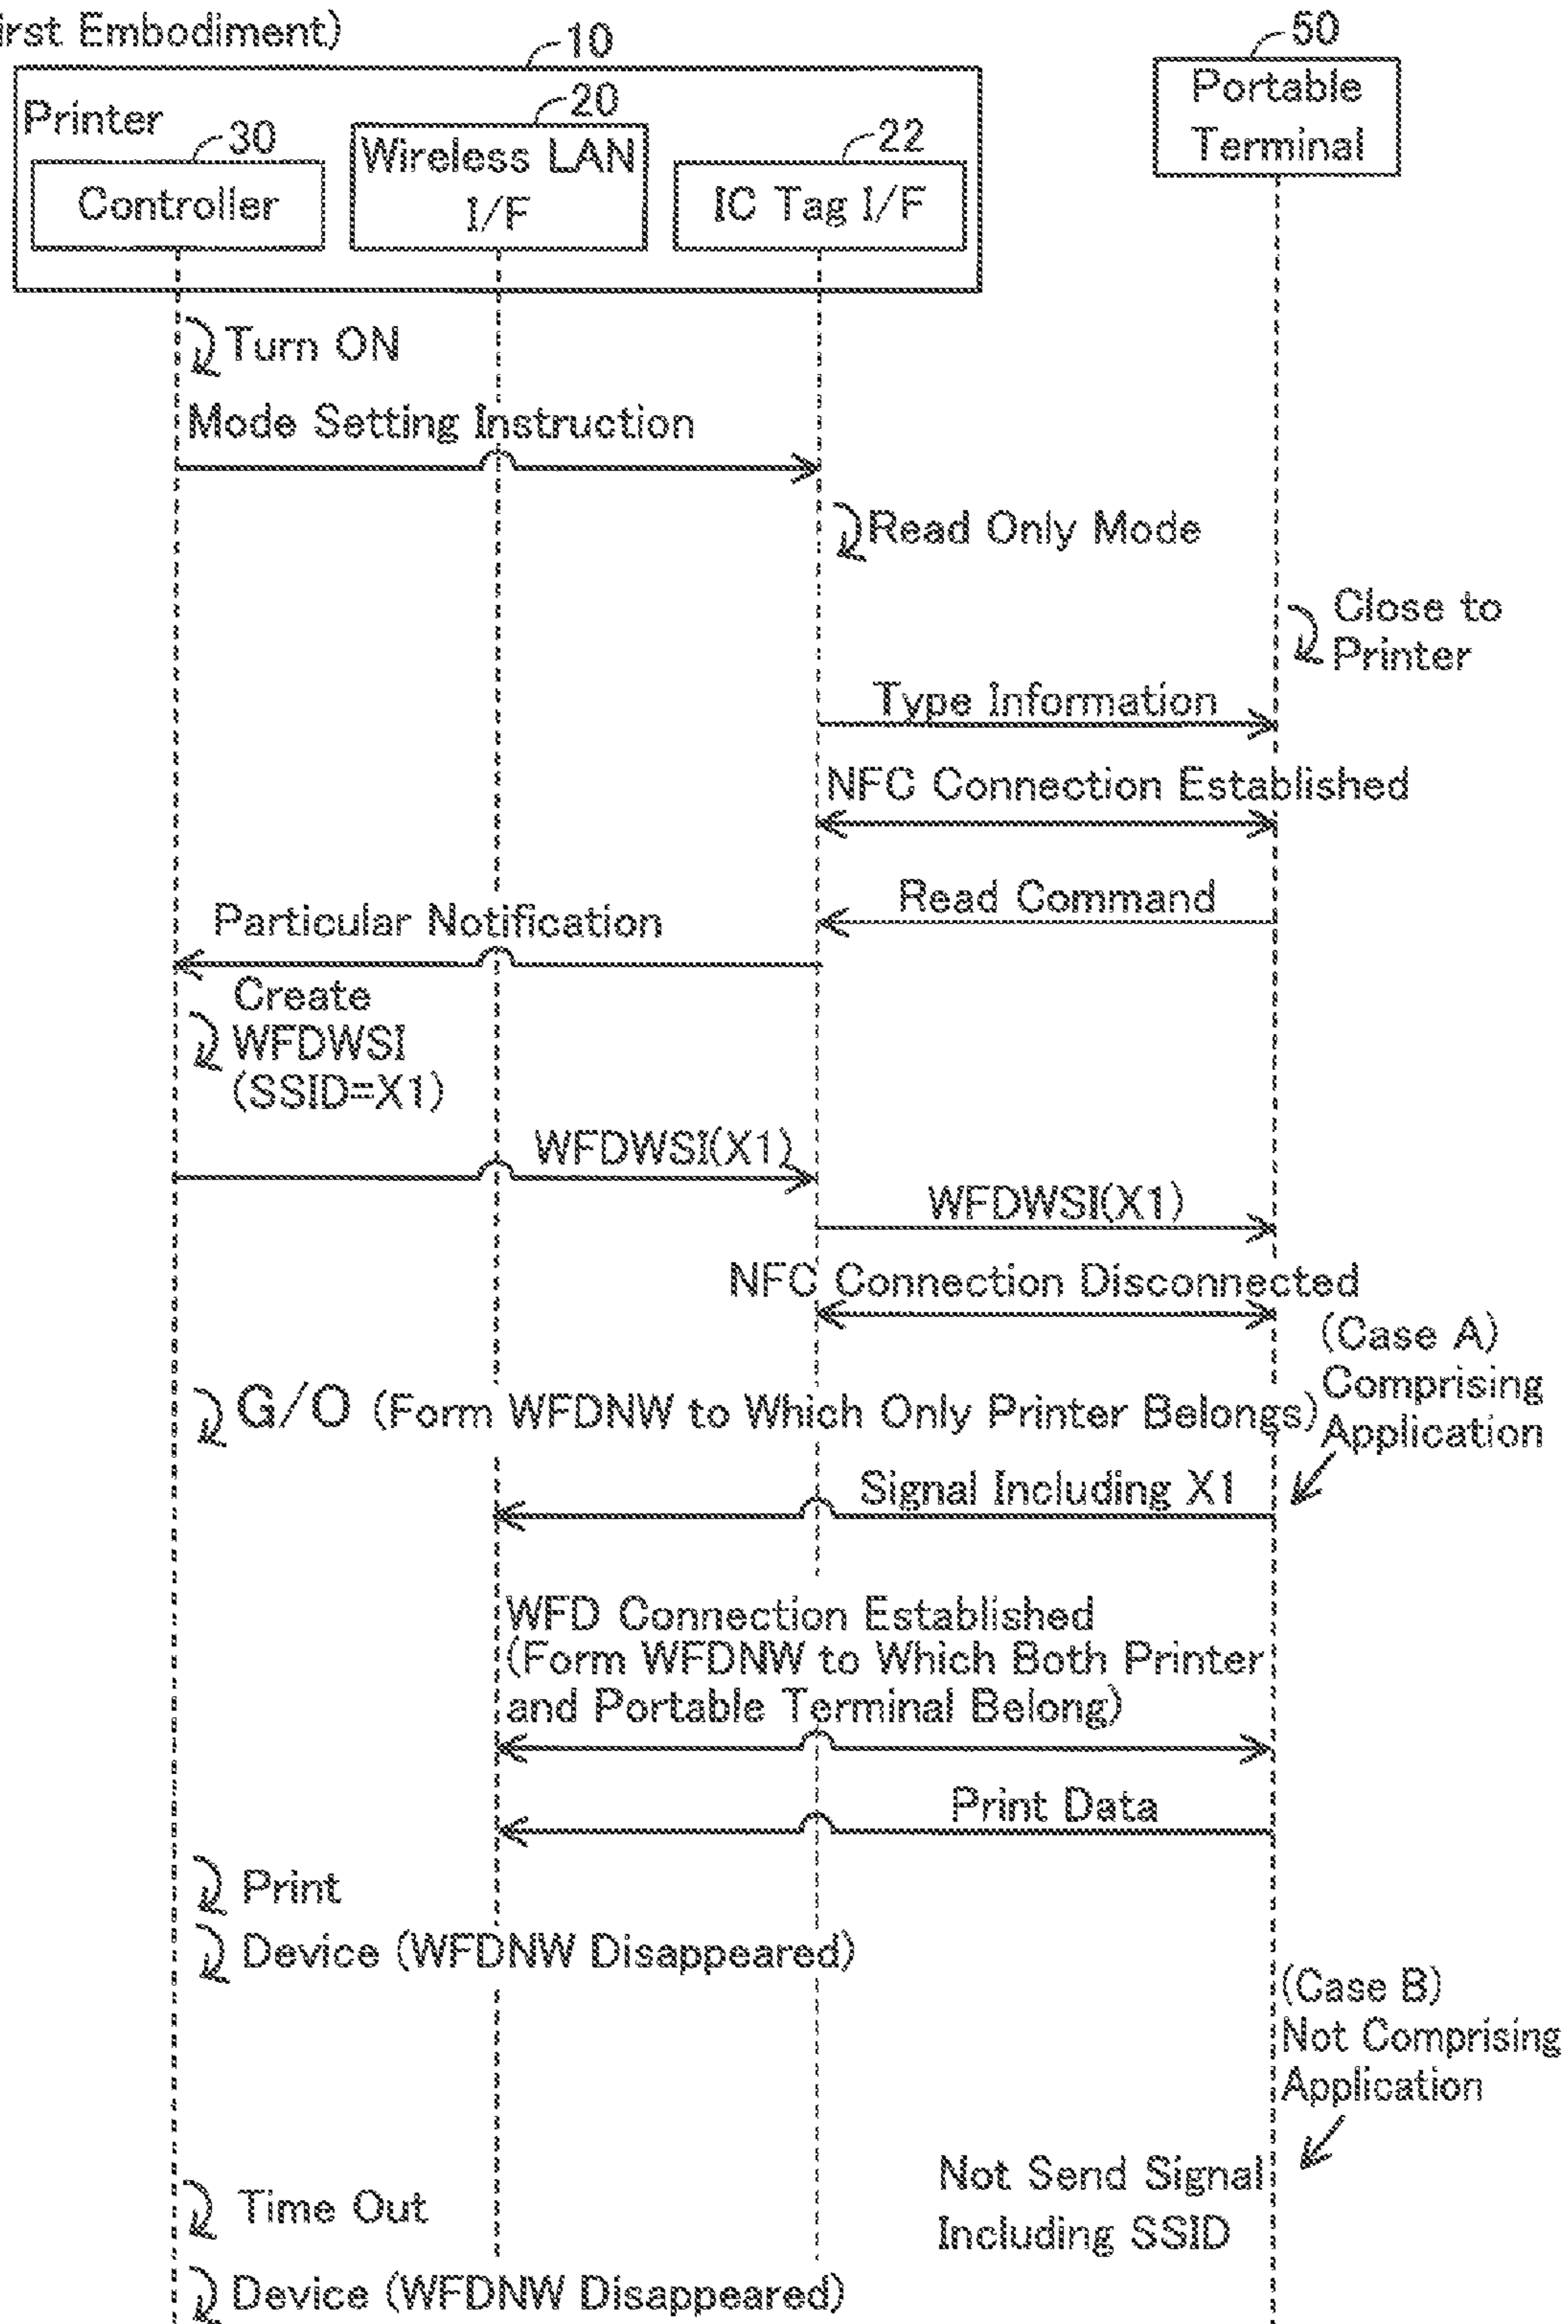 irst Embodiment)
10
50
Printer
20
Portable
Terminal
30
Wireless LAN
I/F
22
Controller
IC Tag I/F
Turn ON
Mode Setting Instruction
Read Only Mode
Close to
Printer
Type Information
NFC Connection Established
Read Command
Particular Notification
Create
WFDWSI
(SSID=X1)
WFDWSI(X1)
WFDWSI(X1)
NFC Connection Disconnected
(Case A)
Comprising
Application
G/O (Form WFDNW to Which Only Printer Belongs)
Signal Including X1
WFD Connection Established
(Form WFDNW to Which Both Printer
and Portable Terminal Belong)
Print Data
Print
Device (WFDNW Disappeared)
(Case B)
Not Comprising
Application
Not Send Signal
Including SSID
Time Out
Device (WFDNW Disappeared)